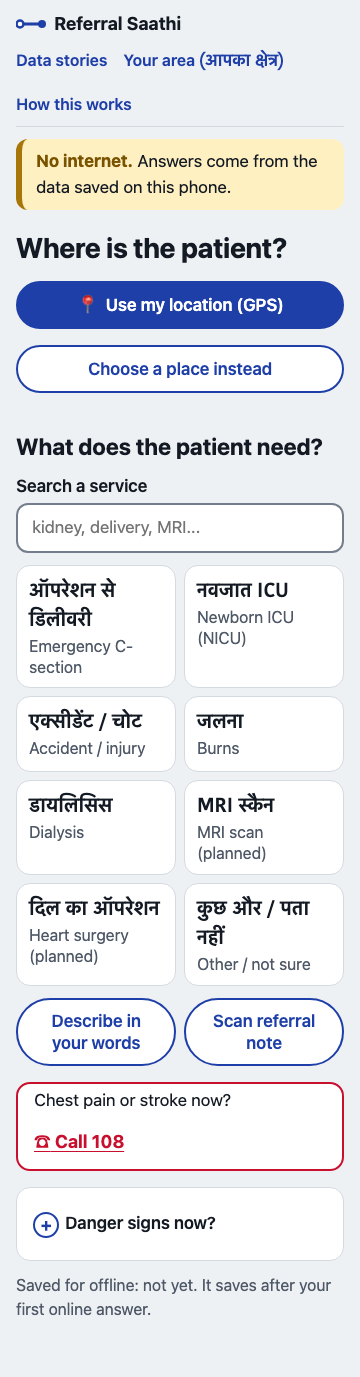 Referral Saathi
Data stories Your area (आपका क्षेत्र)
How this works
No internet. Answers come from the
data saved on this phone.
Where is the patient?
📍 Use my location (GPS)
Choose a place instead
What does the patient need?
Search a service
kidney, delivery, MRI...
ऑपरेशन से
डिलीवरी
Emergency C-
section
नवजात ICU
Newborn ICU
(NICU)
एक्सीडेंट / चोट
Accident / injury
जलना
Burns
डायलिसिस
Dialysis
MRI स्कैन
MRI scan
(planned)
दिल का ऑपरेशन
Heart surgery
(planned)
कुछ और / पता
नहीं
Other / not sure
Describe in
your words
Scan referral
note
Chest pain or stroke now?
☎ Call 108
Danger signs now?
Saved for offline: not yet. It saves after your
first online answer.